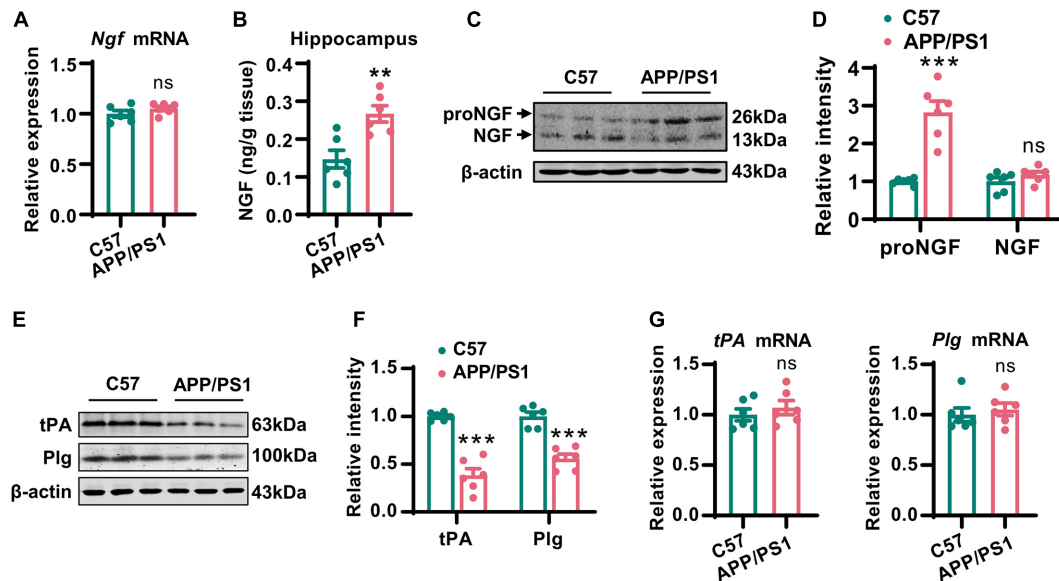 A
Ngf mRNA
Relative expression
1.5
1.0
0.5
0.0
ns
C57
APP/PS1
B
Hippocampus
NGF (ng/g tissue)
0.4
0.3
0.2
0.1
0.0
**
C57
APP/PS1
C
C57 APP/PS1
proNGF 26kDa
NGF 13kDa
β-actin 43kDa
D
C57
APP/PS1
Relative intensity
4
3
2
1
0
***
ns
proNGF NGF
E
C57 APP/PS1
tPA 63kDa
Plg 100kDa
β-actin 43kDa
F
C57
APP/PS1
Relative intensity
1.5
1.0
0.5
0.0
***
***
tPA Plg
G
tPA mRNA
Relative expression
1.5
1.0
0.5
0.0
ns
C57
APP/PS1
Plg mRNA
Relative expression
1.5
1.0
0.5
0.0
ns
C57
APP/PS1